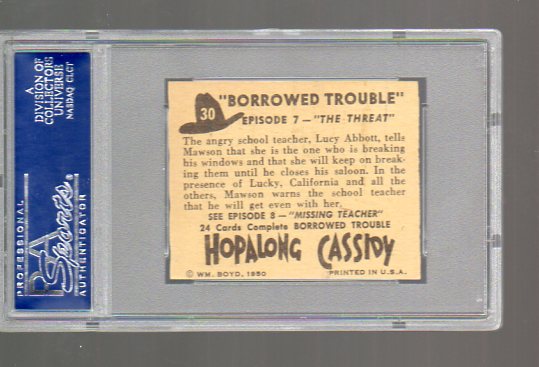 A
DIVISION OF
COLLECTORS
UNIVERSE
NASDAQ CLCT
PROFESSIONAL
PSA
Sports
AUTHENTICATOR
30
"BORROWED TROUBLE"
EPISODE 7 — "THE THREAT"
The angry school teacher, Lucy Abbott, tells
Mawson that she is the one who is breaking
his windows and that she will keep on break-
ing them until he closes his saloon. In the
presence of Lucky, California and all the
others, Mawson warns the school teacher
that he will get even with her.
SEE EPISODE 8 — "MISSING TEACHER"
24 Cards Complete BORROWED TROUBLE
HOPALONG CASSIDY
© WM. BOYD, 1950 PRINTED IN U.S.A.